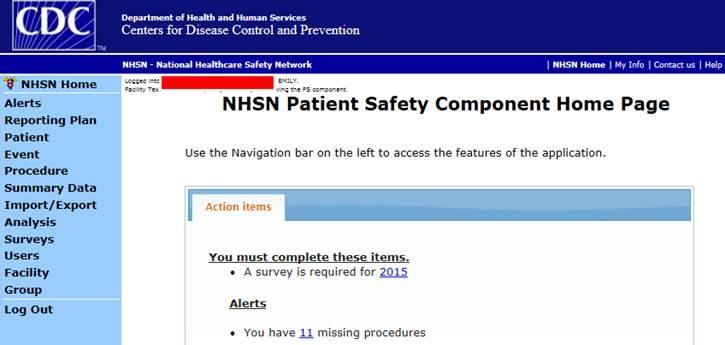 CDC
TM
Department of Health and Human Services
Centers for Disease Control and Prevention
NHSN - National Healthcare Safety Network
| NHSN Home | My Info | Contact us | Help
NHSN Home
Alerts
Reporting Plan
Patient
Event
Procedure
Summary Data
Import/Export
Analysis
Surveys
Users
Facility
Group
Log Out
Logged into EMILY.
Facility Tex ing the PS component.
NHSN Patient Safety Component Home Page
Use the Navigation bar on the left to access the features of the application.
Action items
You must complete these items.
• A survey is required for 2015
Alerts
• You have 11 missing procedures